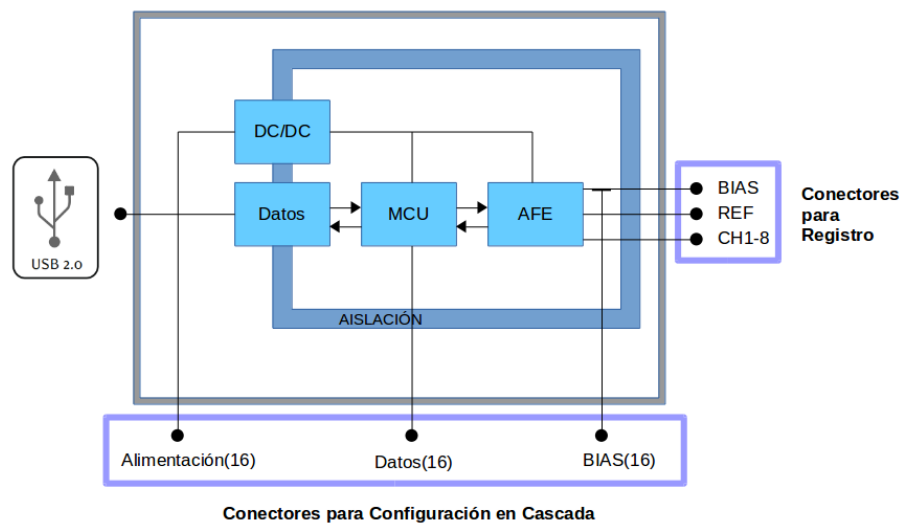 DC/DC
Datos
MCU
AFE
BIAS
REF
CH1-8
Conectores
para
Registro
USB 2.0
AISLACIÓN
Alimentación(16)
Datos(16)
BIAS(16)
Conectores para Configuración en Cascada